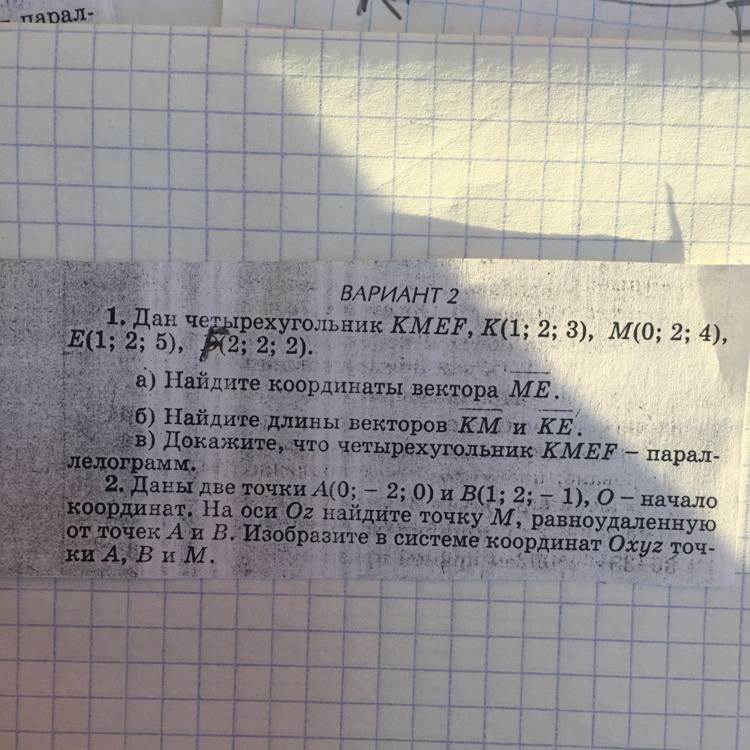 – парал-
ВАРИАНТ 2
1. Дан четырехугольник KMEF, K(1; 2; 3), M(0; 2; 4),
E(1; 2; 5), F(2; 2; 2).
а) Найдите координаты вектора ME.
б) Найдите длины векторов KM и KE.
в) Докажите, что четырехугольник KMEF – парал-
лелограмм.
2. Даны две точки A(0; – 2; 0) и B(1; 2; – 1), O – начало
координат. На оси Oz найдите точку M, равноудаленную
от точек A и B. Изобразите в системе координат Oxyz точ-
ки A, B и M.